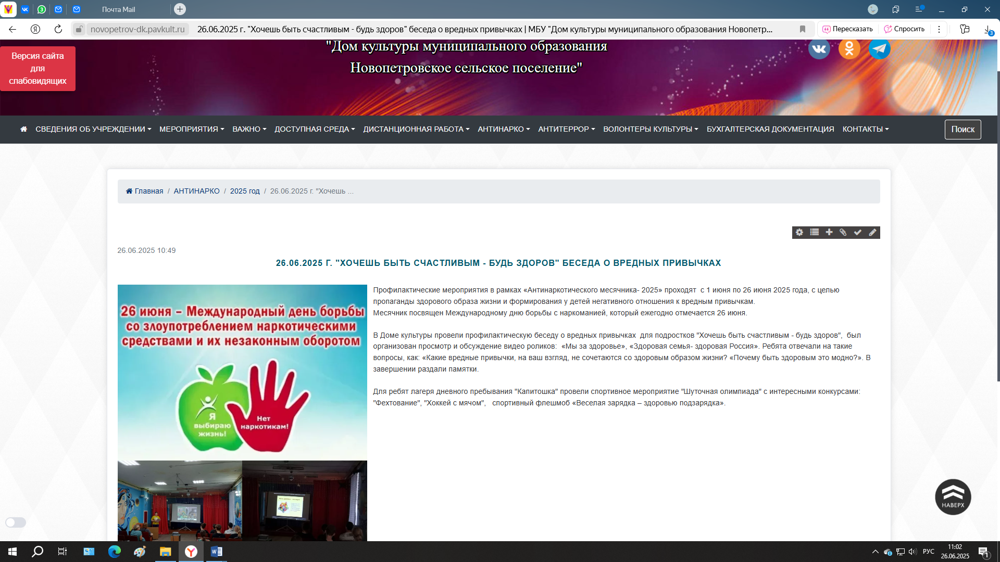 Почта Mail
novopetrov-dk.pavkult.ru
26.06.2025 г. "Хочешь быть счастливым - будь здоров" беседа о вредных привычках | МБУ "Дом культуры муниципального образования Новопетр...
Пересказать
Спросить
3
3
Версия сайта
для
слабовидящих
"Дом культуры муниципального образования
Новопетровское сельское поселение"
СВЕДЕНИЯ ОБ УЧРЕЖДЕНИИ МЕРОПРИЯТИЯ ВАЖНО ДОСТУПНАЯ СРЕДА ДИСТАНЦИОННАЯ РАБОТА АНТИНАРКО АНТИТЕРРОР ВОЛОНТЕРЫ КУЛЬТУРЫ БУХГАЛТЕРСКАЯ ДОКУМЕНТАЦИЯ КОНТАКТЫ Поиск
Главная / АНТИНАРКО / 2025 год / 26.06.2025 г. "Хочешь ...
26.06.2025 10:49
26.06.2025 Г. "ХОЧЕШЬ БЫТЬ СЧАСТЛИВЫМ - БУДЬ ЗДОРОВ" БЕСЕДА О ВРЕДНЫХ ПРИВЫЧКАХ
26 июня – Международный день борьбы
со злоупотреблением наркотическими
средствами и их незаконным оборотом
Я
выбираю
жизнь!
Нет
наркотикам!
Профилактические мероприятия в рамках «Антинаркотического месячника- 2025» проходят  с 1 июня по 26 июня 2025 года, с целью
пропаганды здорового образа жизни и формирования у детей негативного отношения к вредным привычкам.
Месячник посвящен Международному дню борьбы с наркоманией, который ежегодно отмечается 26 июня.
В Доме культуры провели профилактическую беседу о вредных привычках  для подростков "Хочешь быть счастливым - будь здоров",  был
организован просмотр и обсуждение видео роликов:  «Мы за здоровье», «Здоровая семья- здоровая Россия». Ребята отвечали на такие
вопросы, как: «Какие вредные привычки, на ваш взгляд, не сочетаются со здоровым образом жизни? «Почему быть здоровым это модно?». В
завершении раздали памятки.
Для ребят лагеря дневного пребывания "Капитошка" провели спортивное мероприятие "Шуточная олимпиада" с интересными конкурсами:
"Фехтование", "Хоккей с мячом",   спортивный флешмоб «Веселая зарядка – здоровью подзарядка».
НАВЕРХ
РУС
11:02
26.06.2025
1